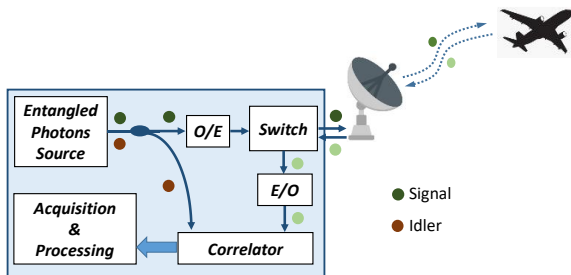 Entangled
Photons
Source
O/E
Switch
E/O
Acquisition
&
Processing
Correlator
Signal
Idler